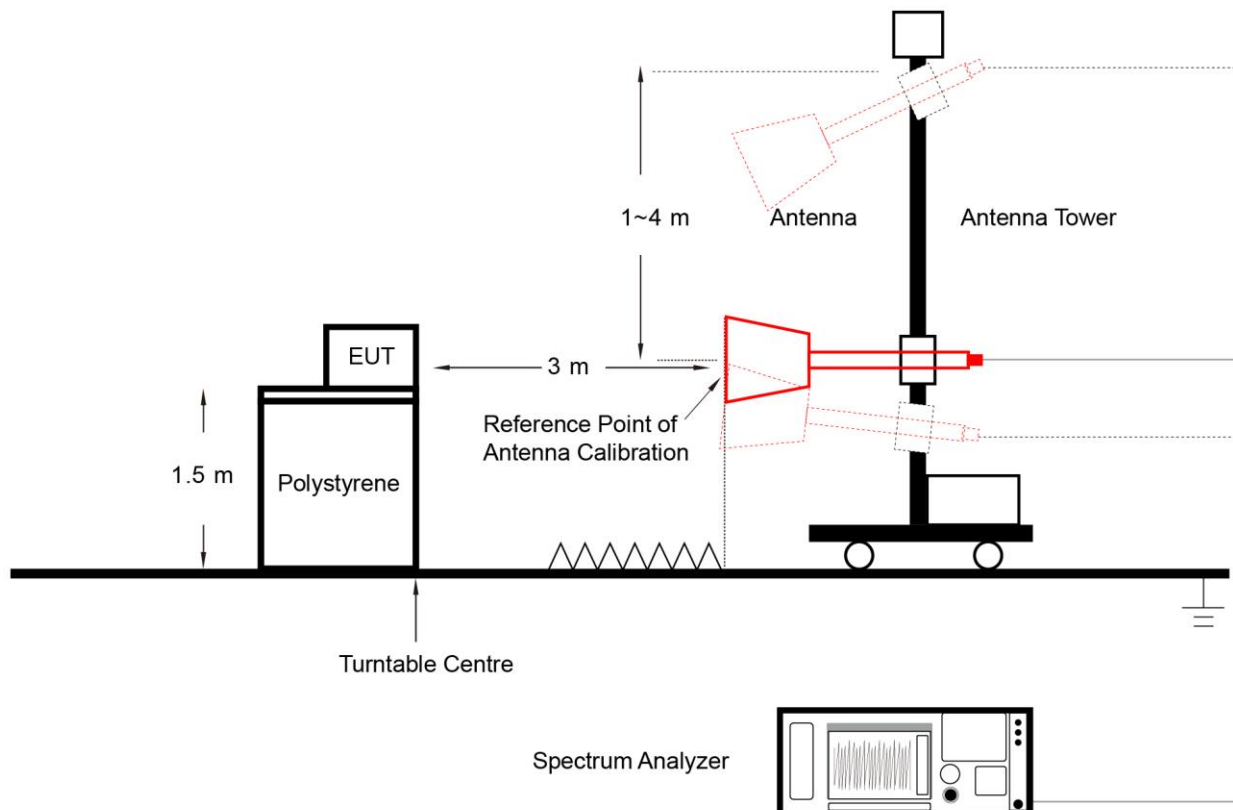 1~4 m
Antenna
Antenna Tower
EUT
3 m
Reference Point of
Antenna Calibration
1.5 m
Polystyrene
Turntable Centre
Spectrum Analyzer